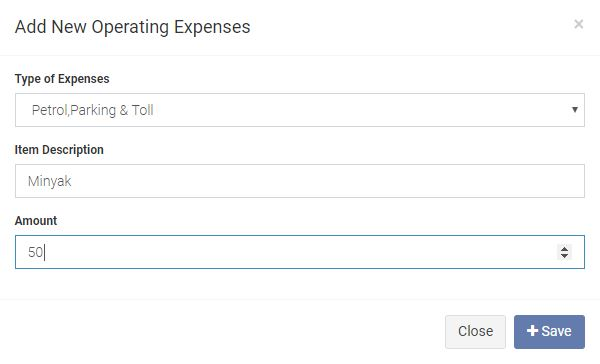 Add New Operating Expenses ×
Type of Expenses
Petrol,Parking & Toll
Item Description
Minyak
Amount
50
Close + Save